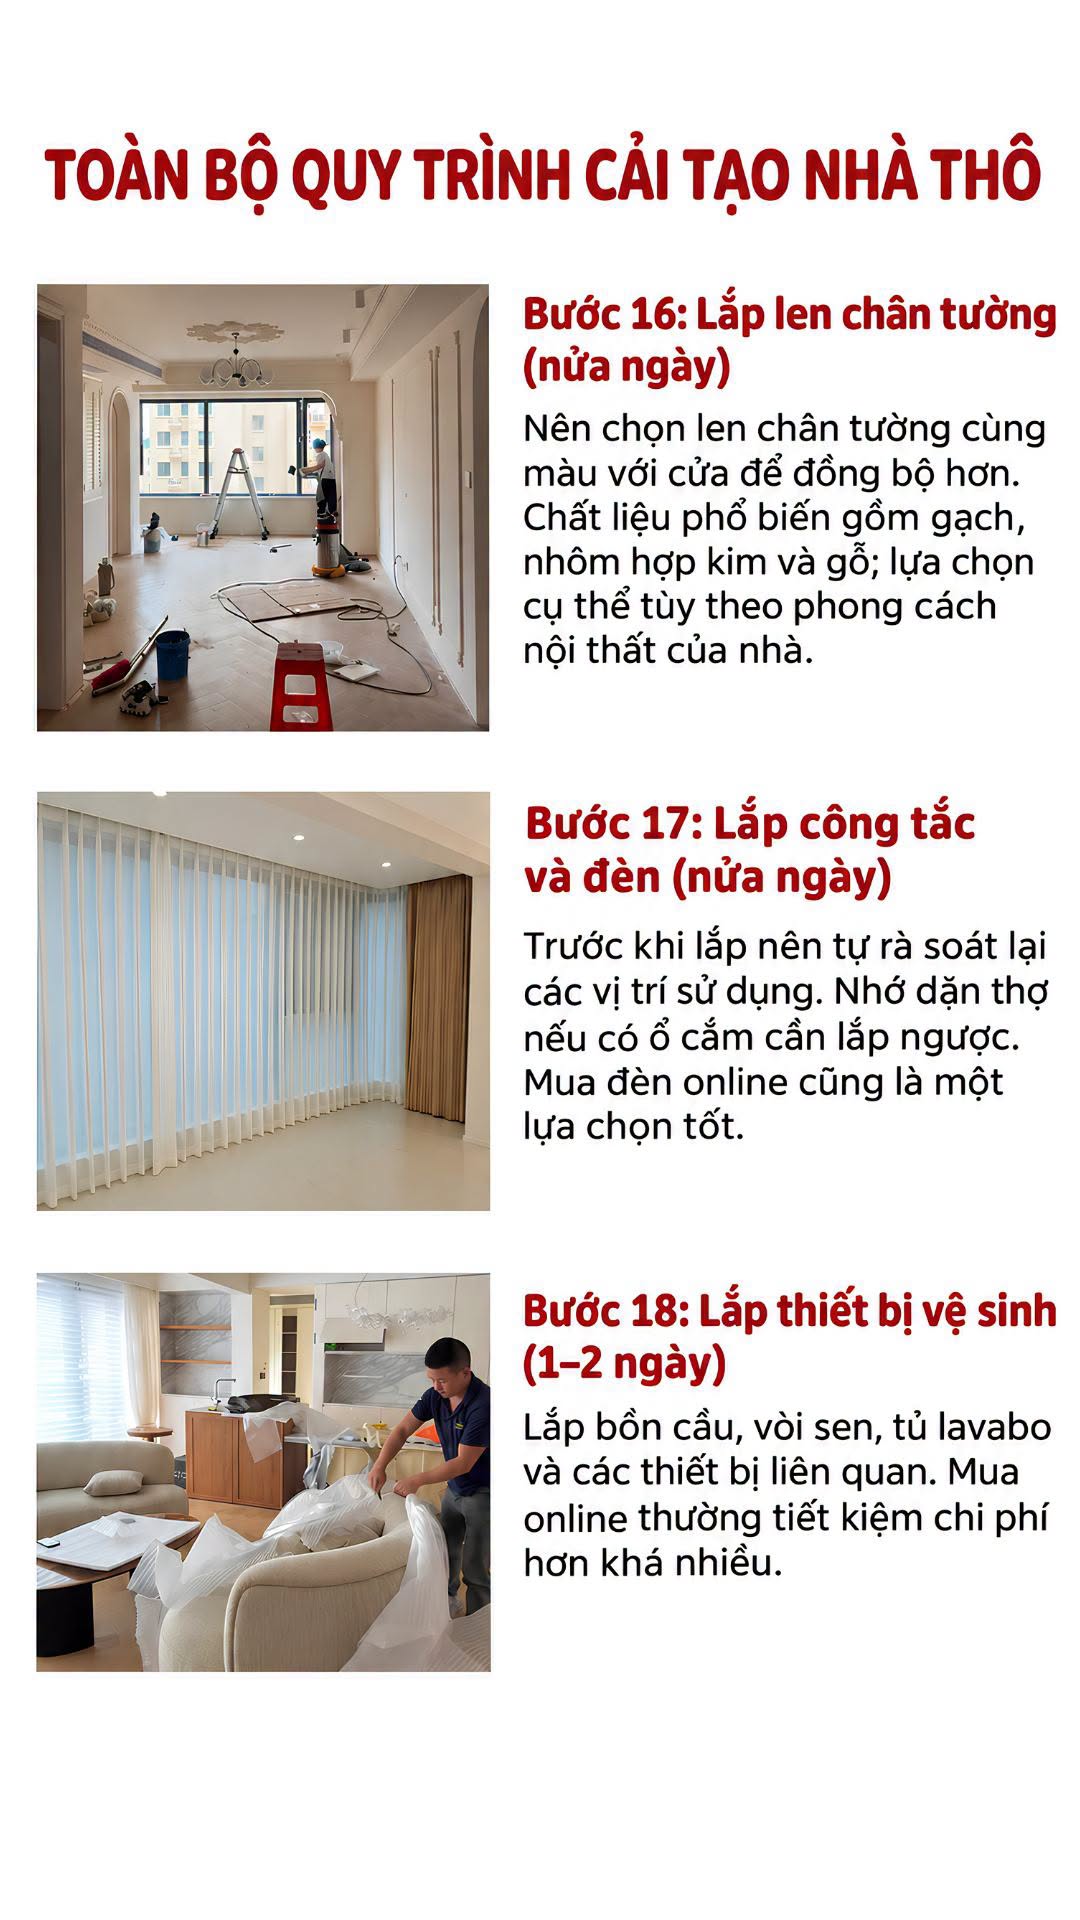 TOÀN BỘ QUY TRÌNH CẢI TẠO NHÀ THÔ
Bước 16: Lắp len chân tường
(nửa ngày)
Nên chọn len chân tường cùng
màu với cửa để đồng bộ hơn.
Chất liệu phổ biến gồm gạch,
nhôm hợp kim và gỗ; lựa chọn
cụ thể tùy theo phong cách
nội thất của nhà.
Bước 17: Lắp công tắc
và đèn (nửa ngày)
Trước khi lắp nên tự rà soát lại
các vị trí sử dụng. Nhớ dặn thợ
nếu có ổ cắm cần lắp ngược.
Mua đèn online cũng là một
lựa chọn tốt.
Bước 18: Lắp thiết bị vệ sinh
(1–2 ngày)
Lắp bồn cầu, vòi sen, tủ lavabo
và các thiết bị liên quan. Mua
online thường tiết kiệm chi phí
hơn khá nhiều.